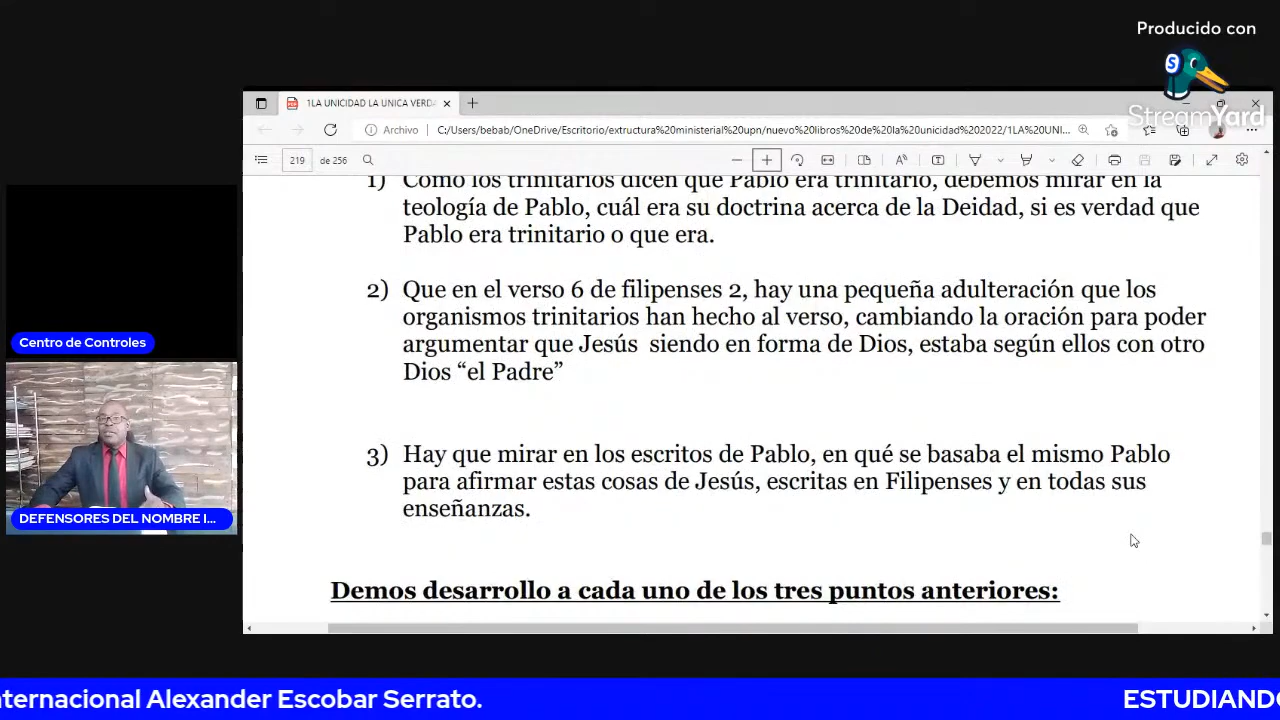 Producido con
StreamYard
1LA UNICIDAD LA UNICA VERDA
Archivo
C:/Users/bebab/OneDrive/Escritorio/extructura%20ministerial%20upn/nuevo%20libros%20de%20la%20unicidad%202022/1LA%20UNI...
219 de 256
1) Como los trinitarios dicen que Pablo era trinitario, debemos mirar en la
teología de Pablo, cuál era su doctrina acerca de la Deidad, si es verdad que
Pablo era trinitario o que era.
2) Que en el verso 6 de filipenses 2, hay una pequeña adulteración que los
organismos trinitarios han hecho al verso, cambiando la oración para poder
argumentar que Jesús siendo en forma de Dios, estaba según ellos con otro
Dios “el Padre”
3) Hay que mirar en los escritos de Pablo, en qué se basaba el mismo Pablo
para afirmar estas cosas de Jesús, escritas en Filipenses y en todas sus
enseñanzas.
Demos desarrollo a cada uno de los tres puntos anteriores:
Centro de Controles
DEFENSORES DEL NOMBRE I...
nternacional Alexander Escobar Serrato.
ESTUDIANDO